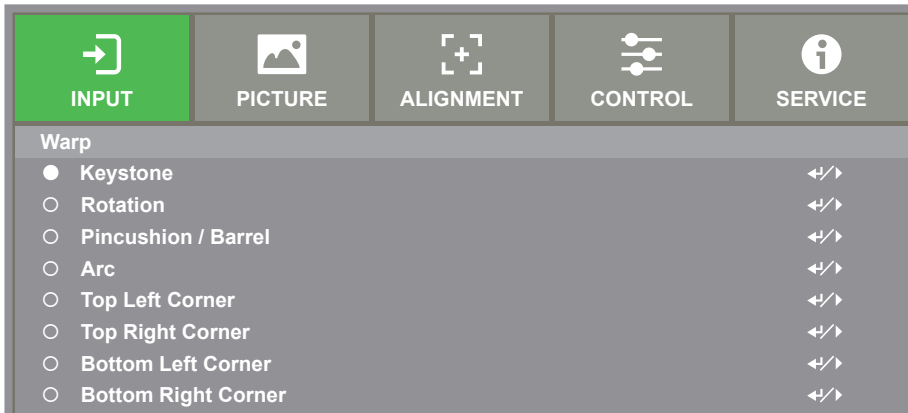 INPUT PICTURE ALIGNMENT CONTROL SERVICE
Warp
Keystone
Rotation
Pincushion / Barrel
Arc
Top Left Corner
Top Right Corner
Bottom Left Corner
Bottom Right Corner